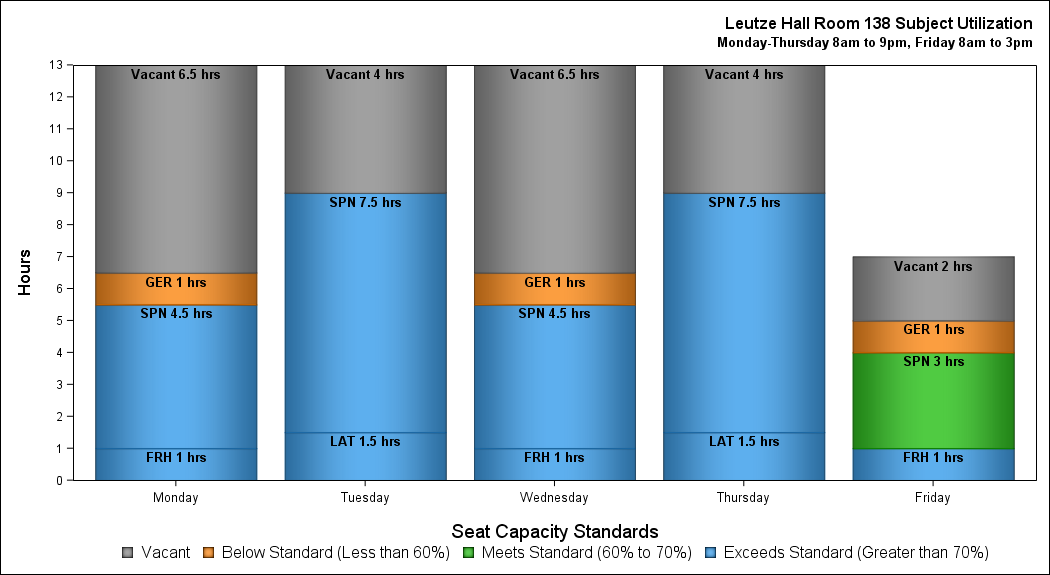 Leutze Hall Room 138 Subject Utilization
Monday-Thursday 8am to 9pm, Friday 8am to 3pm
Hours
13
12
11
10
9
8
7
6
5
4
3
2
1
0
Vacant 6.5 hrs
GER 1 hrs
SPN 4.5 hrs
FRH 1 hrs
Vacant 4 hrs
SPN 7.5 hrs
LAT 1.5 hrs
Vacant 6.5 hrs
GER 1 hrs
SPN 4.5 hrs
FRH 1 hrs
Vacant 4 hrs
SPN 7.5 hrs
LAT 1.5 hrs
Vacant 2 hrs
GER 1 hrs
SPN 3 hrs
FRH 1 hrs
Monday Tuesday Wednesday Thursday Friday
Seat Capacity Standards
Vacant Below Standard (Less than 60%) Meets Standard (60% to 70%) Exceeds Standard (Greater than 70%)